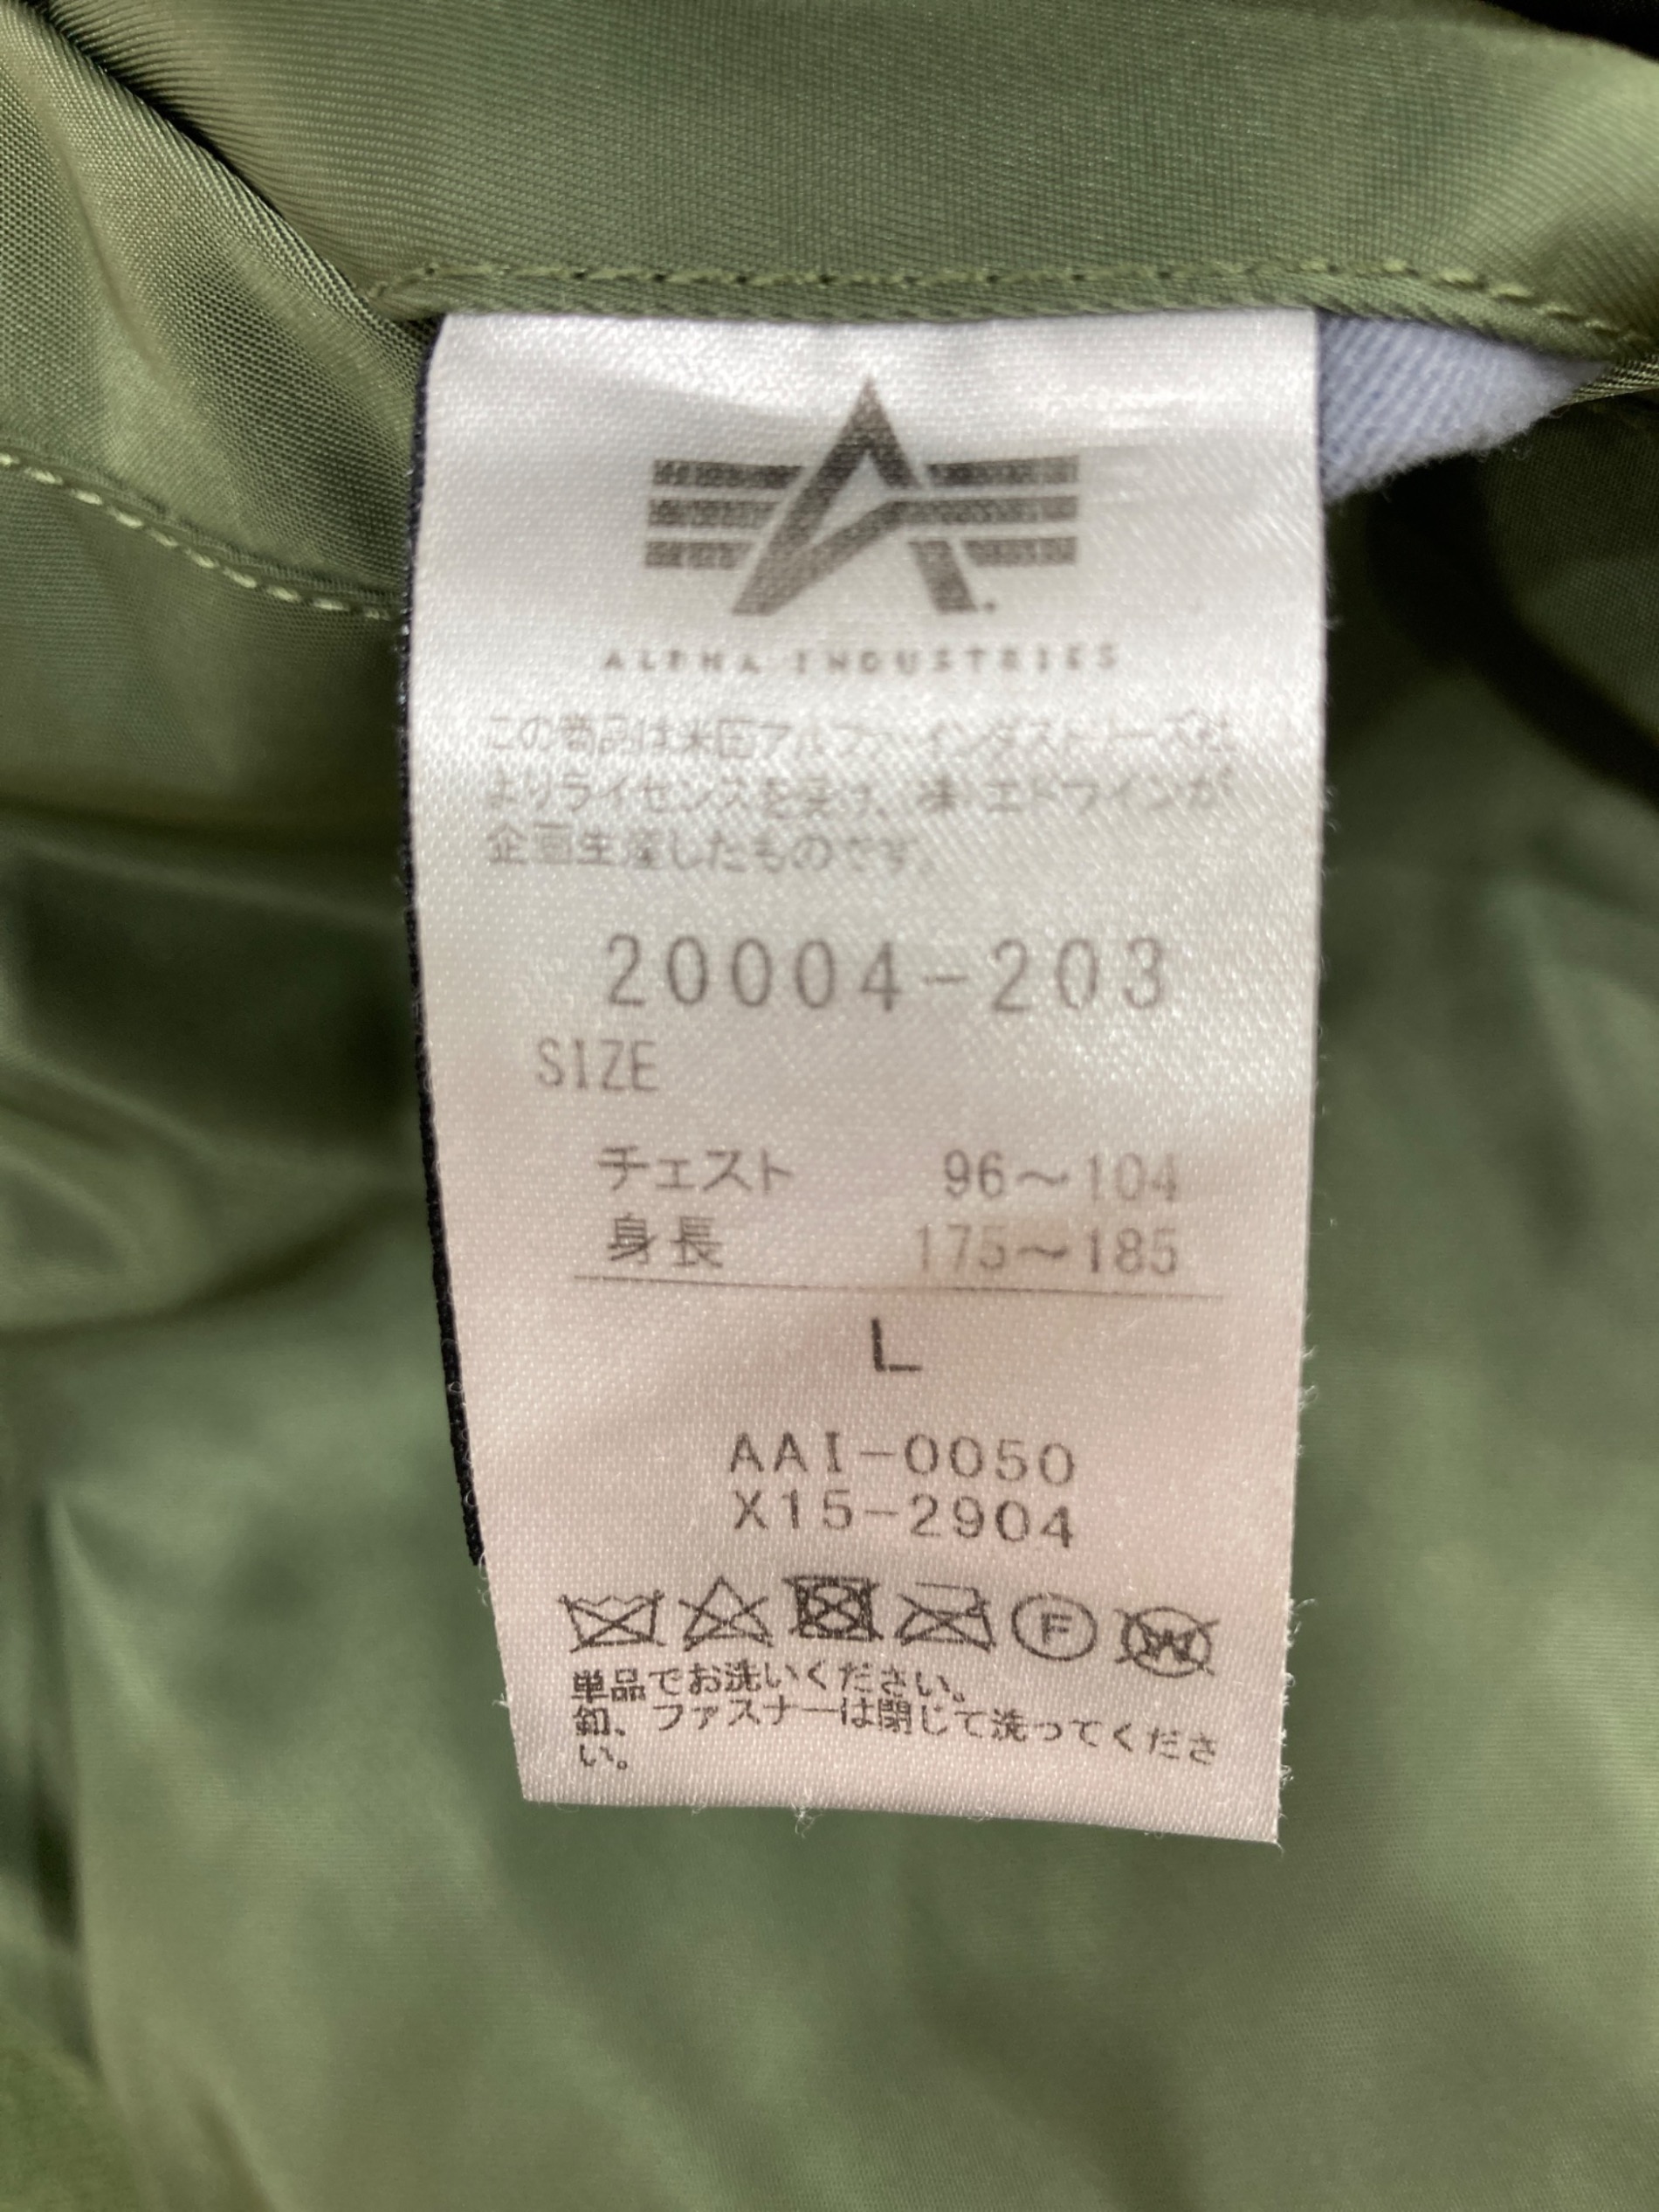 ALPHA INDUSTRIES
この商品は米国アルファ インダストリーズ社
よりライセンスを受け、㈱エドウインが
企画生産したものです。
20004-203
SIZE
チェスト 96～104
身長 175～185
L
AAI-0050
X15-2904
F W
単品でお洗いください。
釦、ファスナーは閉じて洗ってくださ
い。